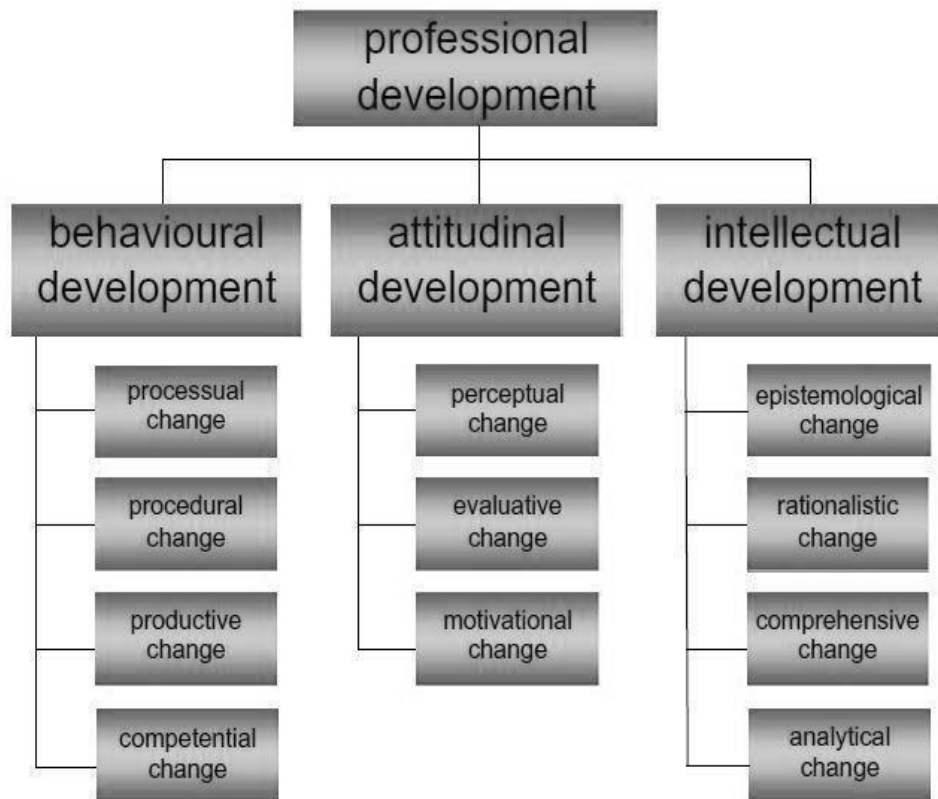 professional
development
behavioural
development
attitudinal
development
intellectual
development
processual
change
procedural
change
productive
change
competential
change
perceptual
change
evaluative
change
motivational
change
epistemological
change
rationalistic
change
comprehensive
change
analytical
change